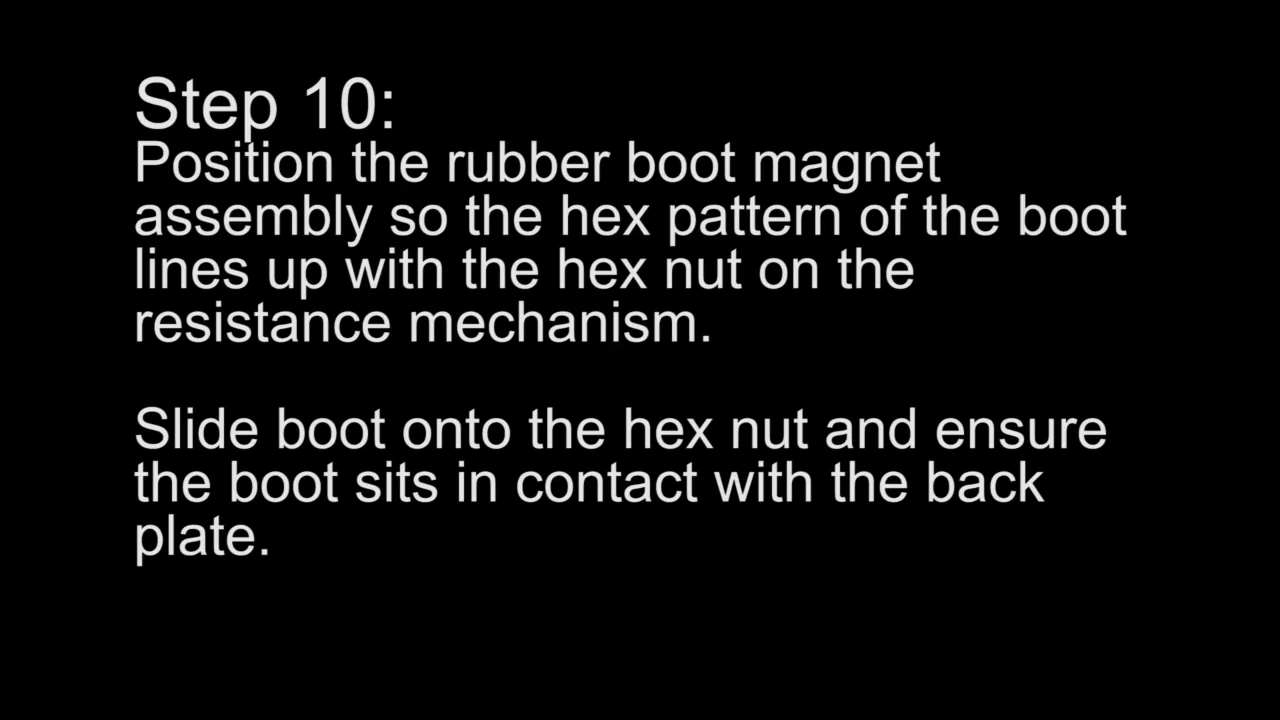 Step 10:
Position the rubber boot magnet
assembly so the hex pattern of the boot
lines up with the hex nut on the
resistance mechanism.
Slide boot onto the hex nut and ensure
the boot sits in contact with the back
plate.